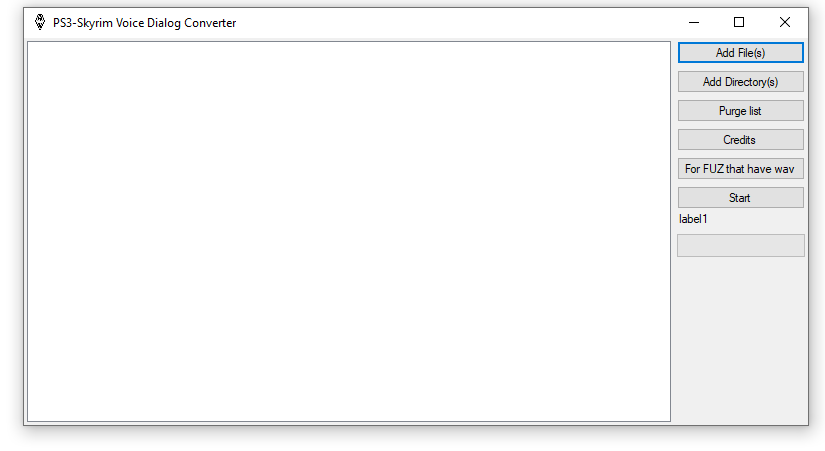 PS3-Skyrim Voice Dialog Converter
Add File(s)
Add Directory(s)
Purge list
Credits
For FUZ that have wav
Start
label1